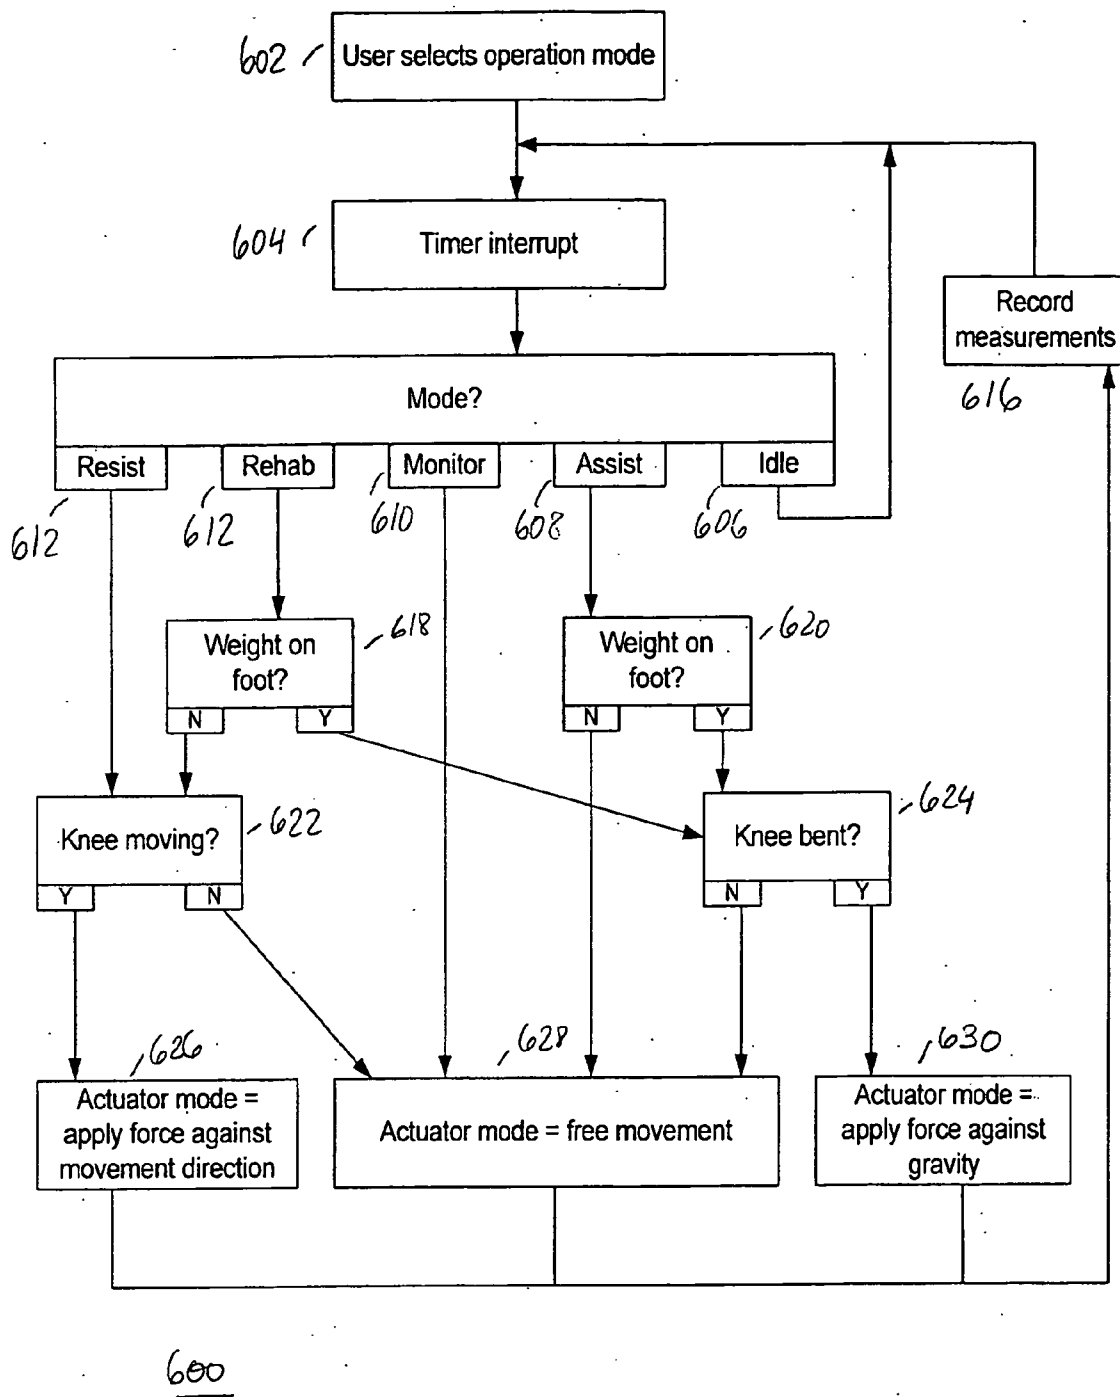 602
User selects operation mode
604
Timer interrupt
Record
measurements
616
Mode?
Resist
Rehab
Monitor
Assist
Idle
612
612
610
608
606
Weight on
foot?
618
N
Y
Weight on
foot?
620
N
Y
Knee moving?
622
Y
N
Knee bent?
624
N
Y
626
628
630
Actuator mode =
apply force against
movement direction
Actuator mode = free movement
Actuator mode =
apply force against
gravity
600